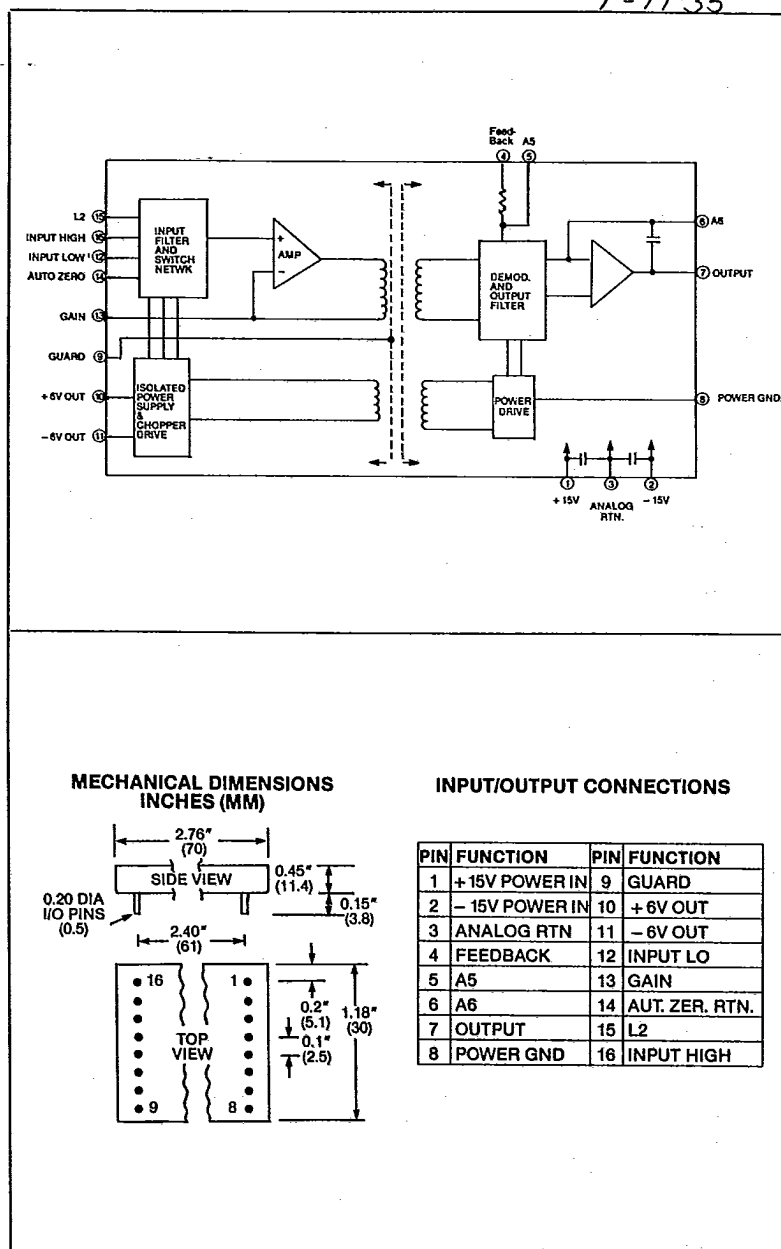 7-77-35
Feed-
Back A5
4 5
L2 15
INPUT HIGH 16
INPUT LOW 12
AUTO ZERO 14
GAIN 13
GUARD 9
+6V OUT 10
-6V OUT 11
INPUT
FILTER
AND
SWITCH
NETWK
+
AMP
-
ISOLATED
POWER
SUPPLY
&
CHOPPER
DRIVE
DEMOD.
AND
OUTPUT
FILTER
POWER
DRIVE
6 A6
7 OUTPUT
8 POWER GND.
1 3 2
+15V ANALOG -15V
RTN.
MECHANICAL DIMENSIONS
INCHES (MM)
2.76"
(70)
SIDE VIEW
0.45"
(11.4)
0.20 DIA
I/O PINS
(0.5)
0.15"
(3.8)
2.40"
(61)
16 1
0.2"
(5.1)
1.18"
(30)
TOP
VIEW
0.1"
(2.5)
9 8
INPUT/OUTPUT CONNECTIONS
PIN FUNCTION PIN FUNCTION
1 +15V POWER IN 9 GUARD
2 -15V POWER IN 10 +6V OUT
3 ANALOG RTN 11 -6V OUT
4 FEEDBACK 12 INPUT LO
5 A5 13 GAIN
6 A6 14 AUT. ZER. RTN.
7 OUTPUT 15 L2
8 POWER GND 16 INPUT HIGH